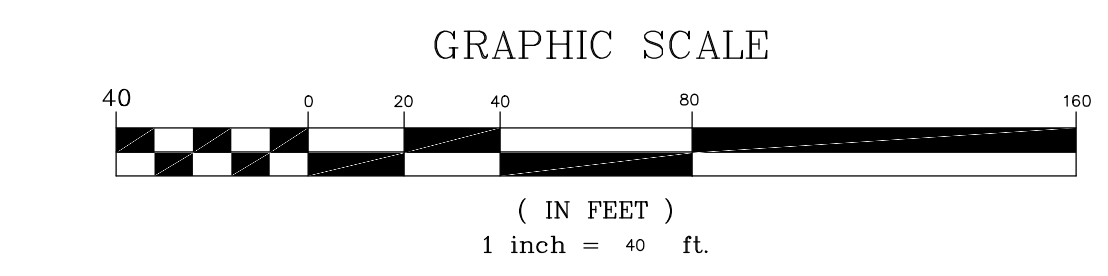 GRAPHIC SCALE
40 0 20 40 80 160
( IN FEET )
1 inch = 40 ft.